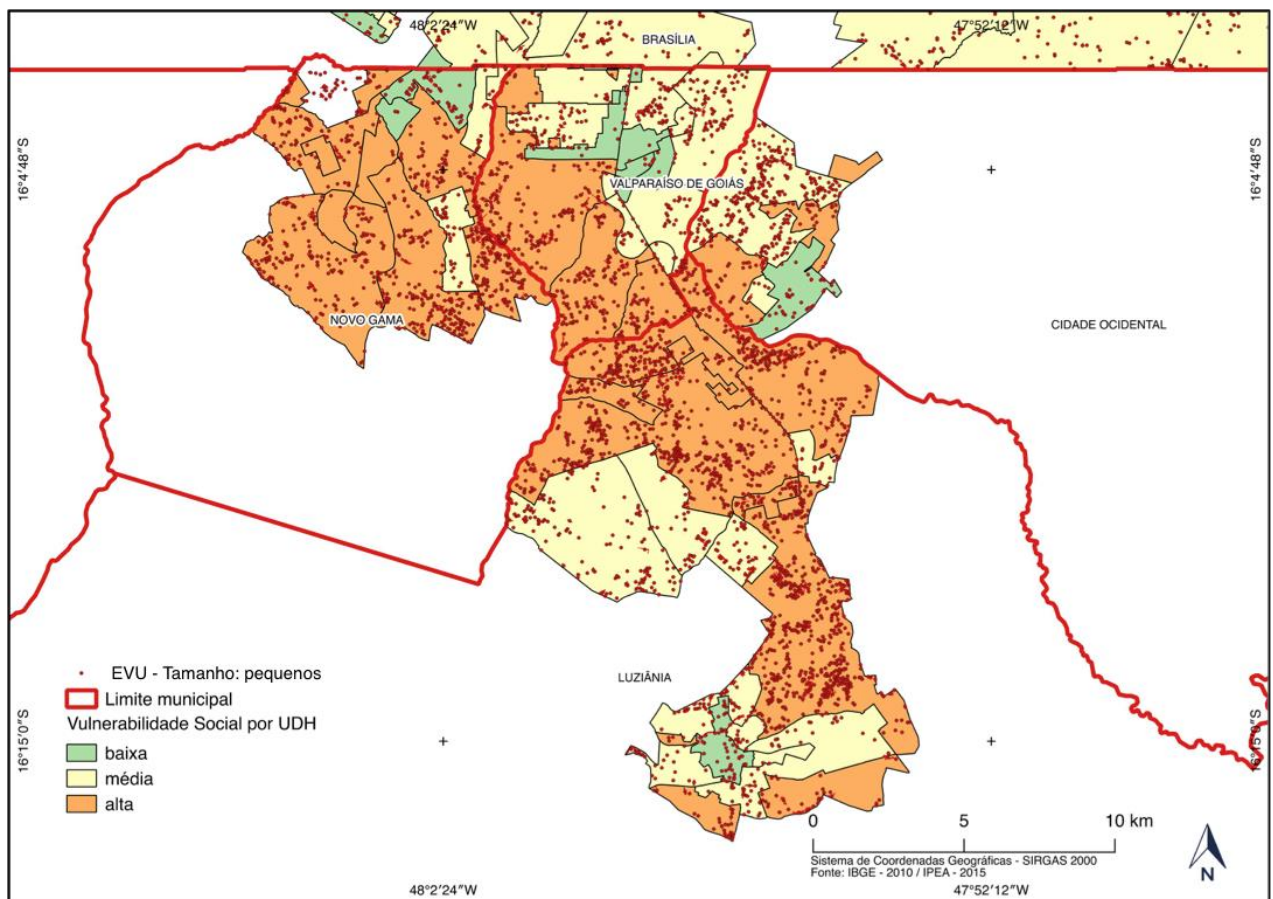 48°2′24″W
47°52′12″W
BRASÍLIA
16°4′48″S
16°4′48″S
VALPARAÍSO DE GOIÁS
NOVO GAMA
CIDADE OCIDENTAL
LUZIÂNIA
EVU - Tamanho: pequenos
Limite municipal
Vulnerabilidade Social por UDH
baixa
média
alta
16°15′0″S
16°15′0″S
0 5 10 km
Sistema de Coordenadas Geográficas - SIRGAS 2000
Fonte: IBGE - 2010 / IPEA - 2015
N
48°2′24″W
47°52′12″W